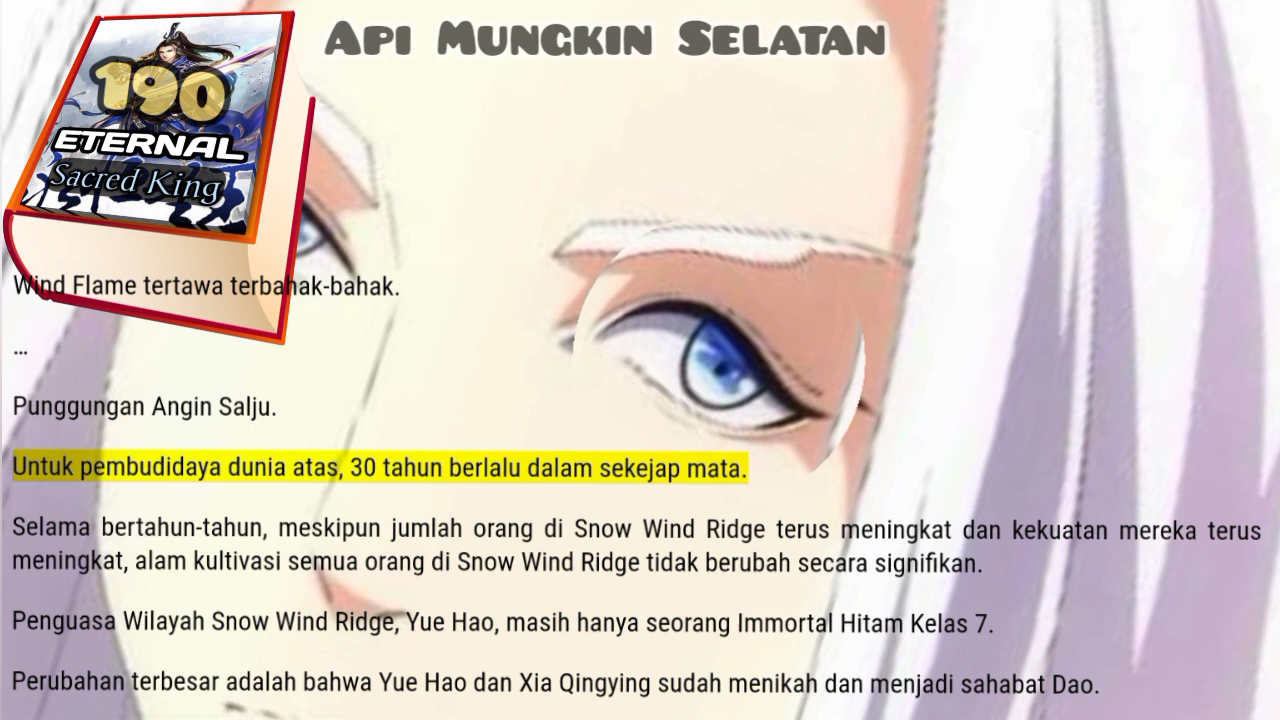 Api Mungkin Selatan
190
ETERNAL
Sacred King
Wind Flame tertawa terbahak-bahak.
...
Punggungan Angin Salju.
Untuk pembudidaya dunia atas, 30 tahun berlalu dalam sekejap mata.
Selama bertahun-tahun, meskipun jumlah orang di Snow Wind Ridge terus meningkat dan kekuatan mereka terus
meningkat, alam kultivasi semua orang di Snow Wind Ridge tidak berubah secara signifikan.
Penguasa Wilayah Snow Wind Ridge, Yue Hao, masih hanya seorang Immortal Hitam Kelas 7.
Perubahan terbesar adalah bahwa Yue Hao dan Xia Qingying sudah menikah dan menjadi sahabat Dao.